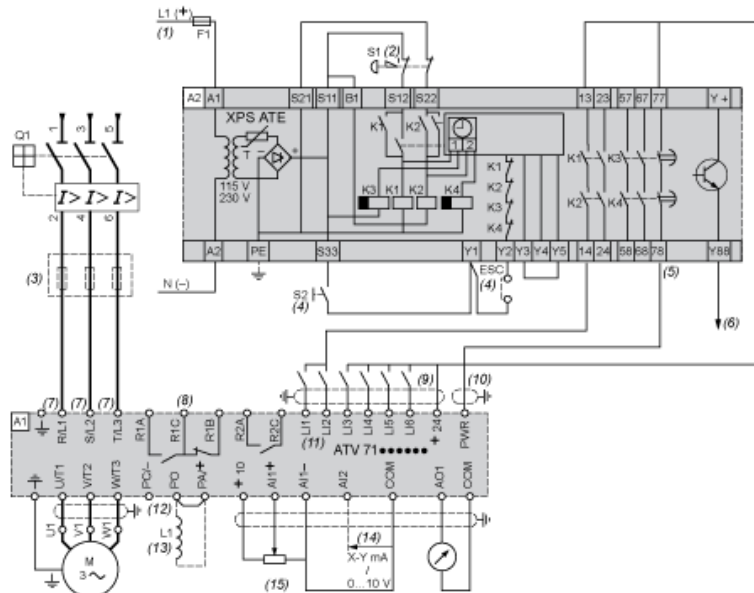 L1 (+)
(1)
F1
S1 (2)
A2 A1 S21 S11 B1 S12 S22 13 23 57 67 77 Y +
XPS ATE
K1 K2
1 2
T
+
115 V
230 V
K3 K1 K2 K4
K1
K2
K3
K4
K1 K3
K2 K4
A2 PE S33 Y1 Y2 Y3 Y4 Y5 14 24 58 68 78 Y88
Q1
1 3 5
I> I> I>
2 4 6
(3)
N (–)
S2
(4)
ESC
(4)
(5)
(6)
(7) (7) (7) (8) (9) (10)
A1
R/L1 S/L2 T/L3 R1A R1C R1B R2A R2C LI1 LI2 LI3 LI4 LI5 LI6 + 24 PWR
(11)
ATV 71●●●●●●●
U/T1 V/T2 W/T3 PC/– PO PA/+ + 10 AI1+ AI1– AI2 COM AO1 COM
(12)
U1 V1 W1
L1
(13)
(14)
X-Y mA
/
0...10 V
(15)
M
3 ~